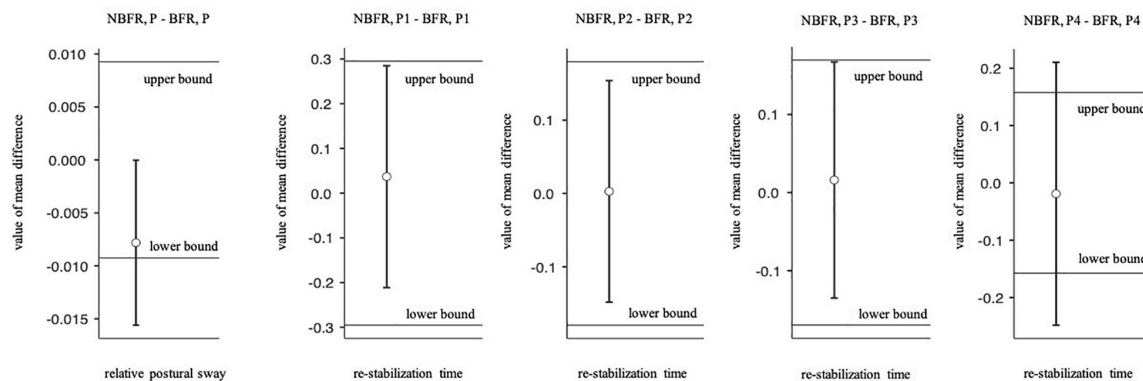 NBFR, P - BFR, P
value of mean difference
0.010
0.005
0.000
-0.005
-0.010
-0.015
upper bound
lower bound
relative postural sway
NBFR, P1 - BFR, P1
value of mean difference
0.3
0.2
0.1
0.0
-0.1
-0.2
-0.3
upper bound
lower bound
re-stabilization time
NBFR, P2 - BFR, P2
value of mean difference
0.1
0.0
-0.1
upper bound
lower bound
re-stabilization time
NBFR, P3 - BFR, P3
value of mean difference
0.1
0.0
-0.1
upper bound
lower bound
re-stabilization time
NBFR, P4 - BFR, P4
value of mean difference
0.2
0.1
0.0
-0.1
-0.2
upper bound
lower bound
re-stabilization time